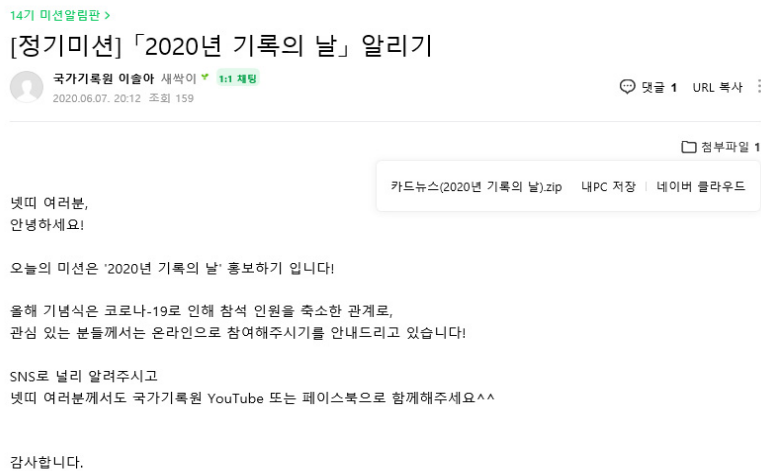 14기 미션알림판 >
[정기미션]「2020년 기록의 날」알리기
국가기록원 이솔아 새싹이 1:1 채팅
2020.06.07. 20:12 조회 159
댓글 1 URL 복사
첨부파일 1
카드뉴스(2020년 기록의 날).zip 내PC 저장 네이버 클라우드
넷띠 여러분,
안녕하세요!
오늘의 미션은 '2020년 기록의 날' 홍보하기 입니다!
올해 기념식은 코로나-19로 인해 참석 인원을 축소한 관계로,
관심 있는 분들께서는 온라인으로 참여해주시기를 안내드리고 있습니다!
SNS로 널리 알려주시고
넷띠 여러분께서도 국가기록원 YouTube 또는 페이스북으로 함께해주세요^^
감사합니다.